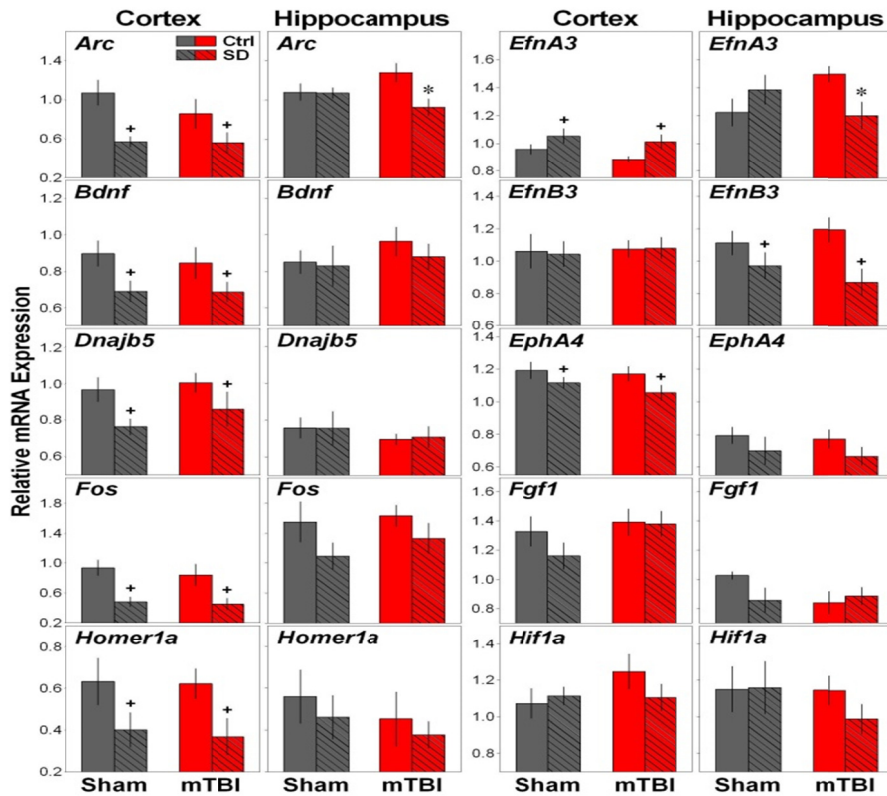 Cortex Hippocampus Cortex Hippocampus
Arc Ctrl SD Arc EfnA3 EfnA3
1.4 1.0 0.6 0.2
1.6 1.4 1.2 1.0 0.8
+ + * + + *
Bdnf Bdnf EfnB3 EfnB3
1.0 0.8 0.6
1.2 1.0 0.8 0.6
+ + + +
Dnajb5 Dnajb5 EphA4 EphA4
1.0 0.8 0.6
1.2 1.0 0.8 0.6
+ + + +
Fos Fos Fgf1 Fgf1
1.8 1.4 1.0 0.6 0.2
1.6 1.4 1.2 1.0 0.8
+ +
Homer1a Homer1a Hif1a Hif1a
0.6 0.4 0.2
1.4 1.2 1.0 0.8
+ +
Sham mTBI Sham mTBI Sham mTBI Sham mTBI
Relative mRNA Expression